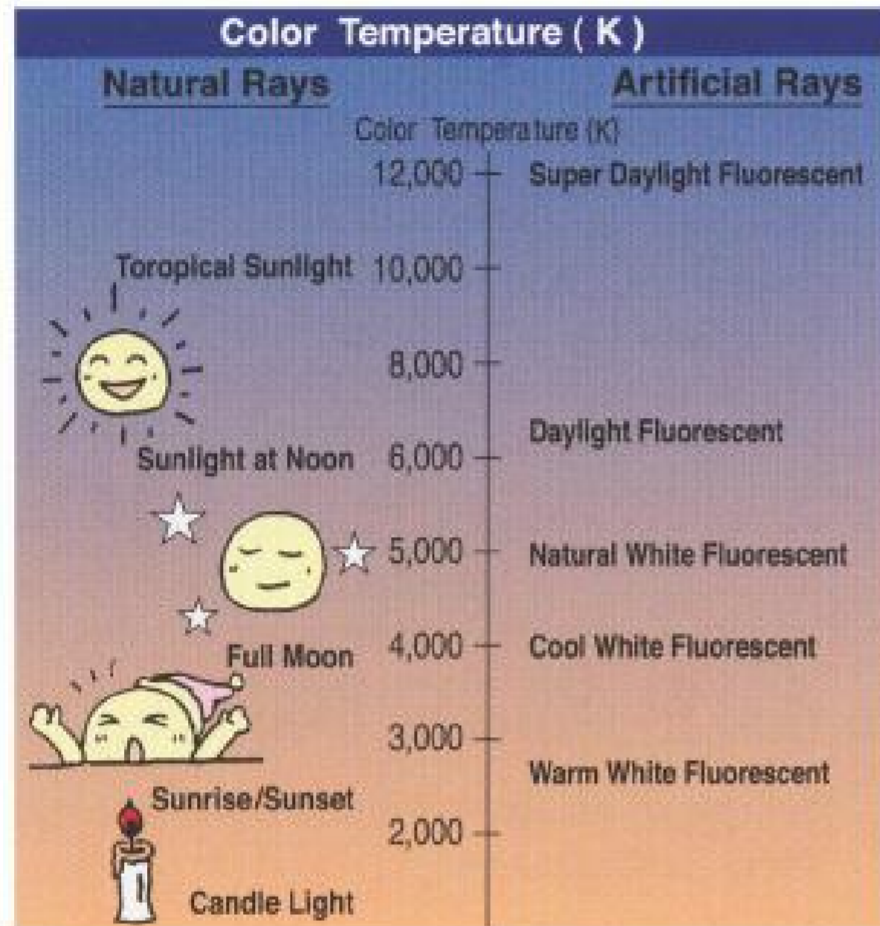 Color Temperature ( K )
Natural Rays
Artificial Rays
Color Temperature (K)
12,000 Super Daylight Fluorescent
Toropical Sunlight 10,000
8,000
Daylight Fluorescent
Sunlight at Noon 6,000
5,000 Natural White Fluorescent
Full Moon 4,000 Cool White Fluorescent
3,000
Warm White Fluorescent
Sunrise/Sunset
2,000
Candle Light